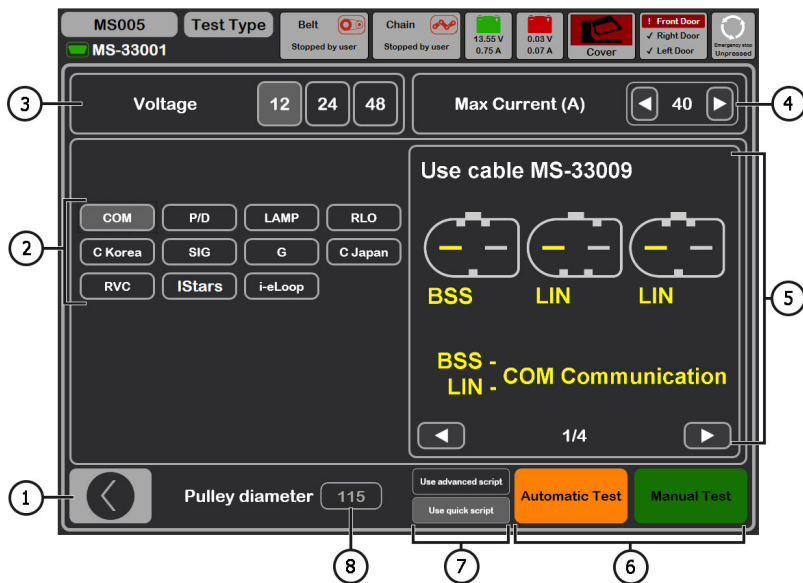 MS005
Test Type
Belt
Stopped by user
Chain
Stopped by user
13.55 V
0.75 A
0.03 V
0.07 A
Cover
! Front Door
✓ Right Door
✓ Left Door
Emergency stop
Unpressed
MS-33001
3
Voltage
12
24
48
Max Current (A)
40
4
Use cable MS-33009
2
COM
P/D
LAMP
RLO
C Korea
SIG
G
C Japan
RVC
IStars
i-eLoop
BSS
LIN
LIN
5
BSS -
LIN -
COM Communication
1/4
1
Pulley diameter
115
Use advanced script
Use quick script
Automatic Test
Manual Test
8
7
6